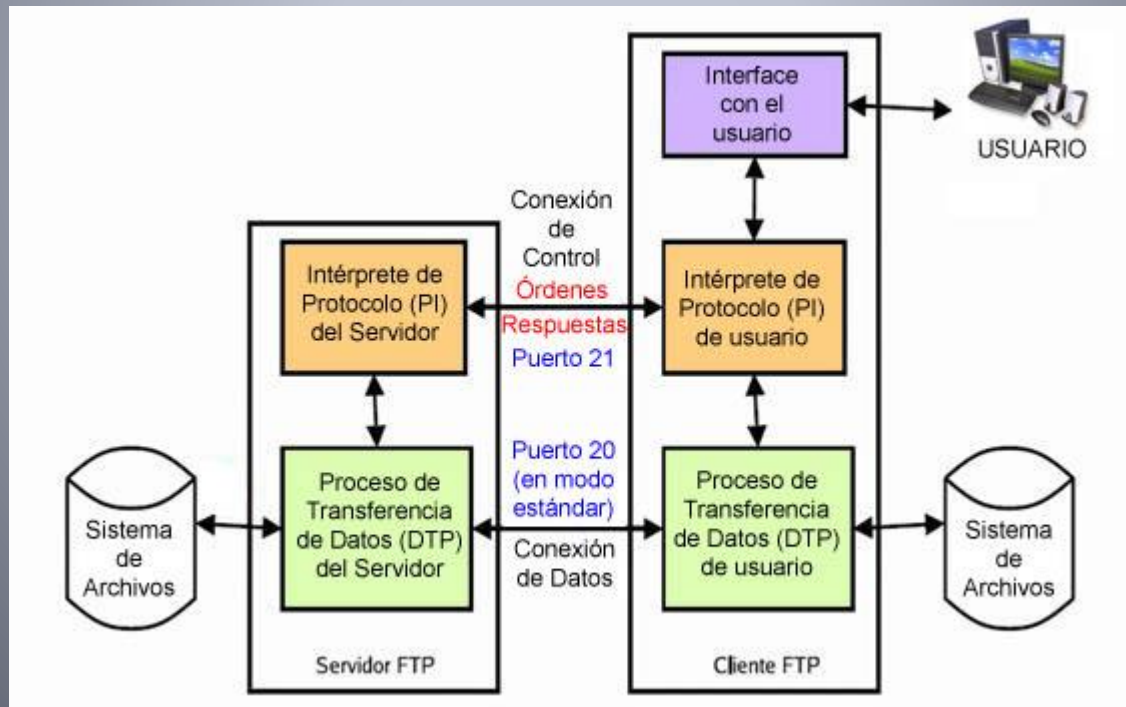 Interface
con el
usuario
USUARIO
Conexión
de
Control
Órdenes
Respuestas
Puerto 21
Intérprete de
Protocolo (PI)
del Servidor
Intérprete de
Protocolo (PI)
de usuario
Puerto 20
(en modo
estándar)
Conexión
de Datos
Proceso de
Transferencia
de Datos (DTP)
del Servidor
Proceso de
Transferencia
de Datos (DTP)
de usuario
Sistema
de
Archivos
Sistema
de
Archivos
Servidor FTP
Cliente FTP